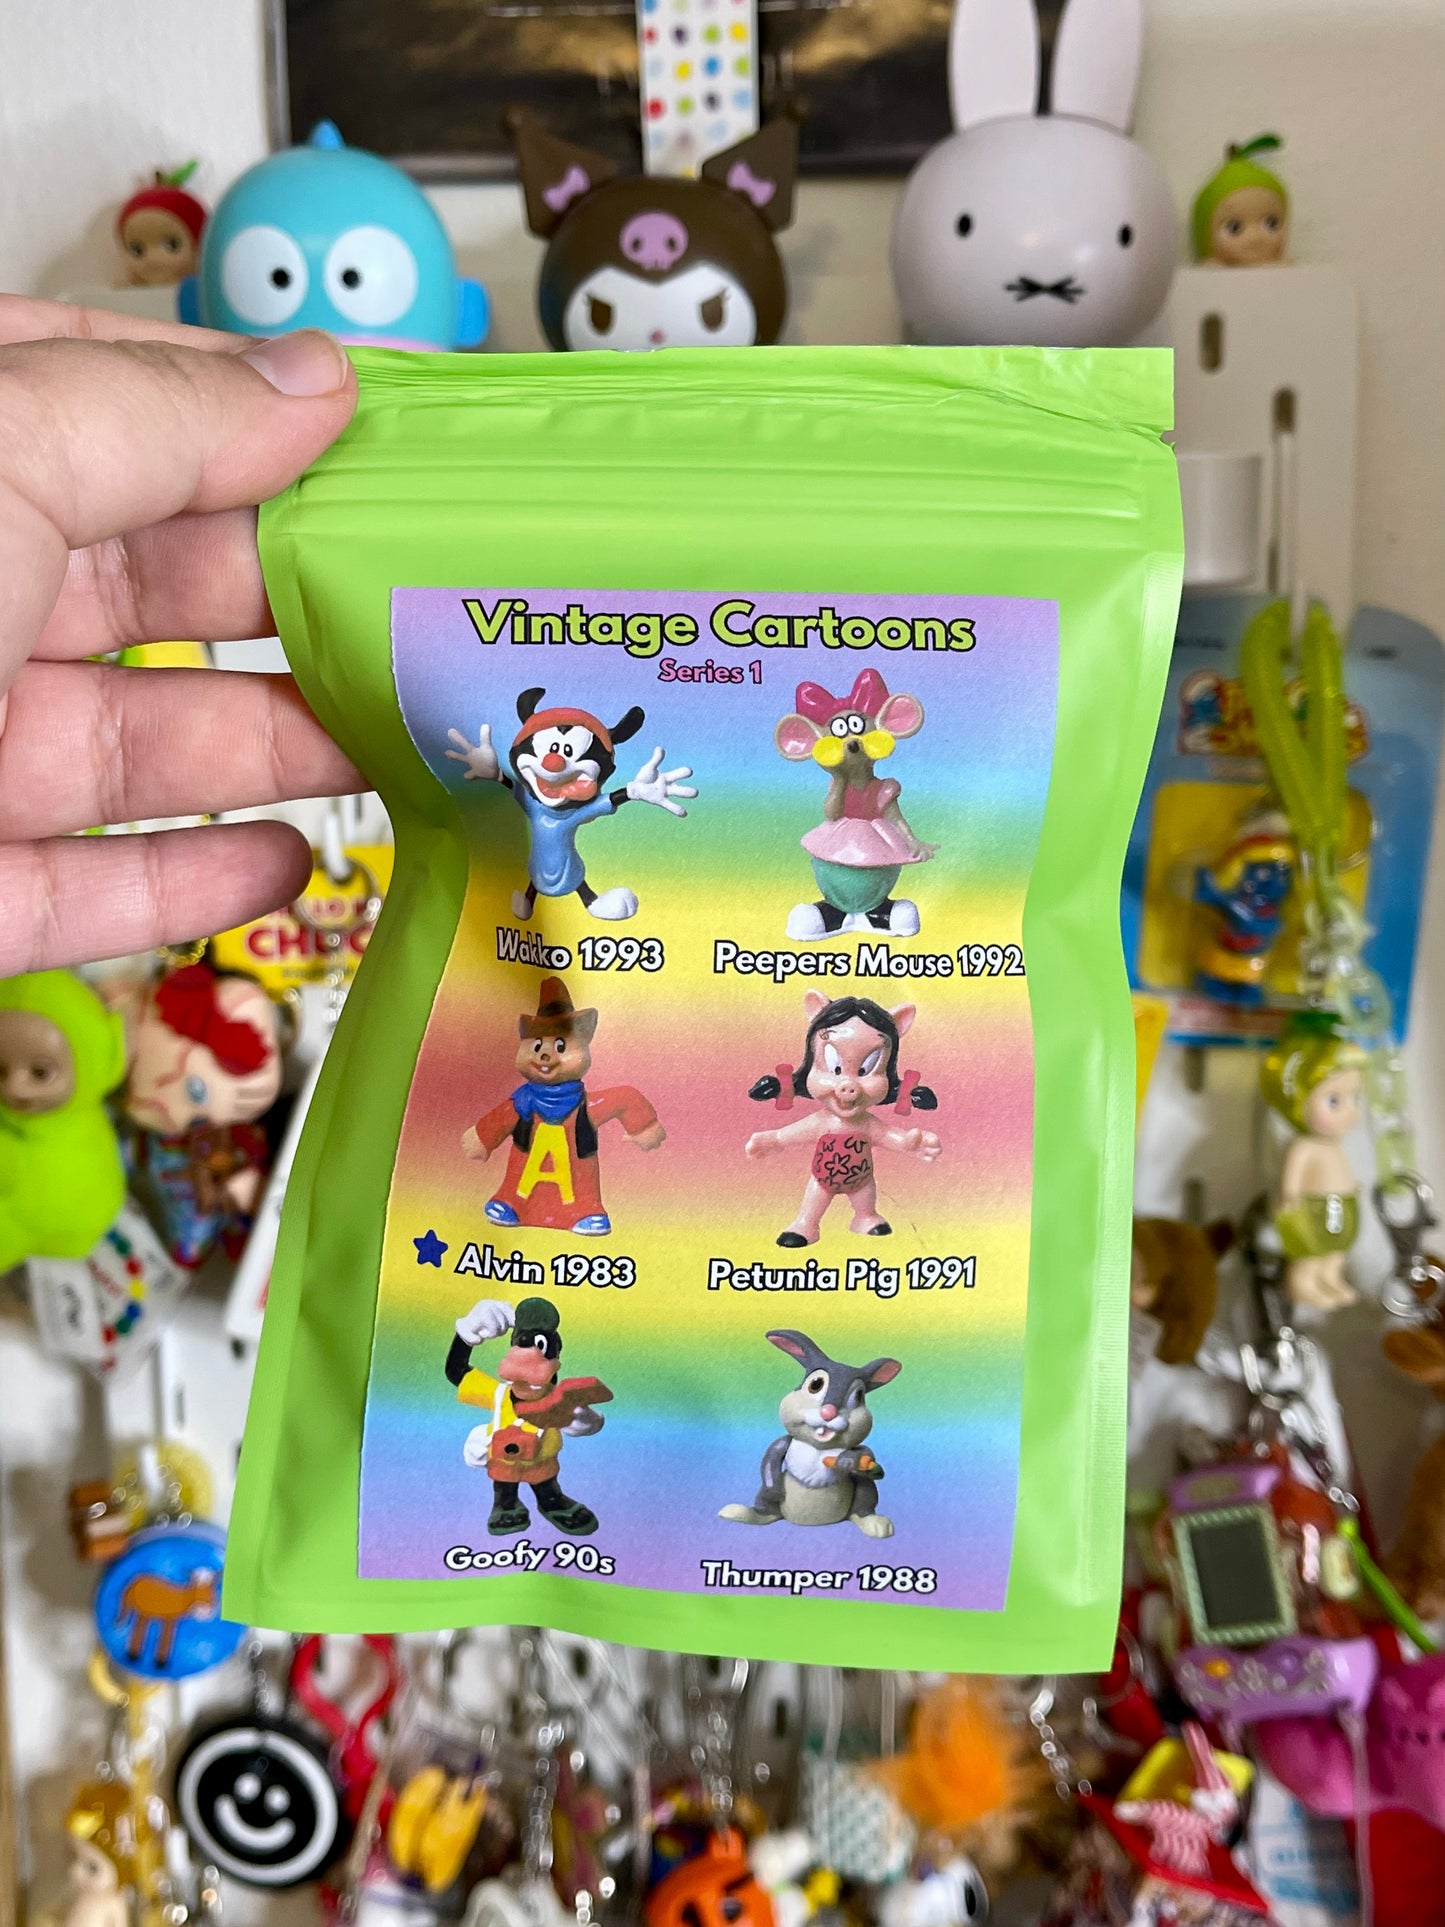 Vintage Cartoons
Series 1
Wakko 1993
Peepers Mouse 1992
A
Alvin 1983
Petunia Pig 1991
Goofy 90s
Thumper 1988